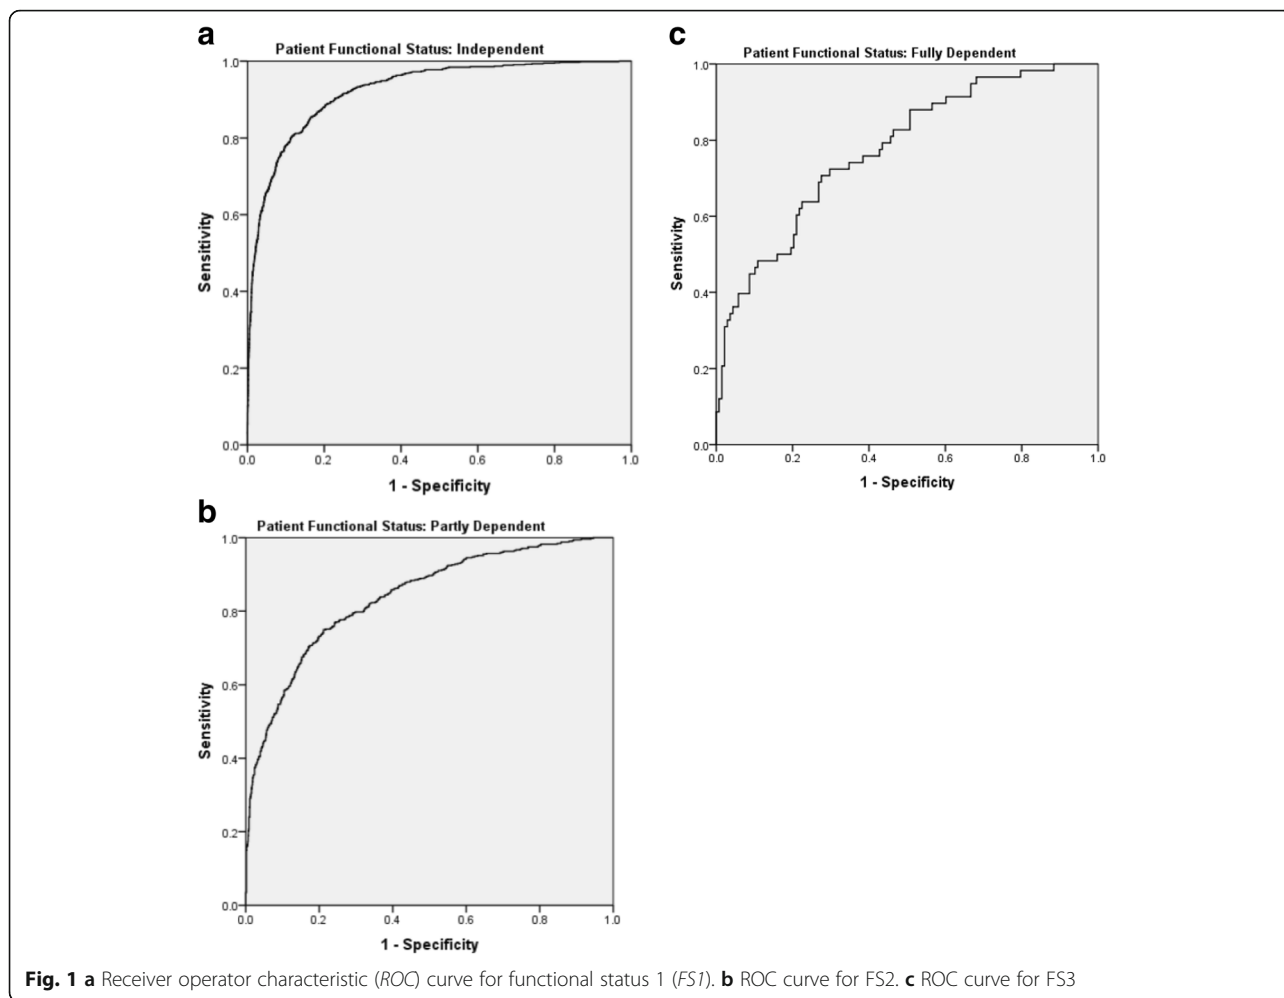 a
Patient Functional Status: Independent
1.0
0.8
0.6
0.4
0.2
0.0
Sensitivity
0.0 0.2 0.4 0.6 0.8 1.0
1 - Specificity
c
Patient Functional Status: Fully Dependent
1.0
0.8
0.6
0.4
0.2
0.0
Sensitivity
0.0 0.2 0.4 0.6 0.8 1.0
1 - Specificity
b
Patient Functional Status: Partly Dependent
1.0
0.8
0.6
0.4
0.2
0.0
Sensitivity
0.0 0.2 0.4 0.6 0.8 1.0
1 - Specificity
Fig. 1 a Receiver operator characteristic (ROC) curve for functional status 1 (FS1). b ROC curve for FS2. c ROC curve for FS3